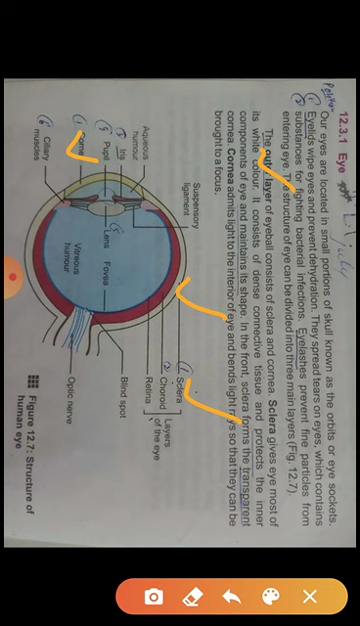 12.3.1 Eye
Our eyes are located in small portions of skull known as the orbits or eye sockets.
Eyelids wipe eyes and prevent dehydration. They spread tears on eyes, which contains
substances for fighting bacterial infections. Eyelashes prevent fine particles from
entering eye. The structure of eye can be divided into three main layers (Fig. 12.7).
The outer layer of eyeball consists of sclera and cornea. Sclera gives eye most of
its white colour. It consists of dense connective tissue and protects the inner
components of eye and maintains its shape. In the front, sclera forms the transparent
cornea. Cornea admits light to the interior of eye and bends light rays so that they can be
brought to a focus.
Suspensory
ligament
Aqueous
humour
Iris
Pupil
Ciliary
muscles
Lens
Fovea
Vitreous
humour
Sclera
Choroid
Retina
Layers
of the eye
Blind spot
Optic nerve
Figure 12.7: Structure of
human eye